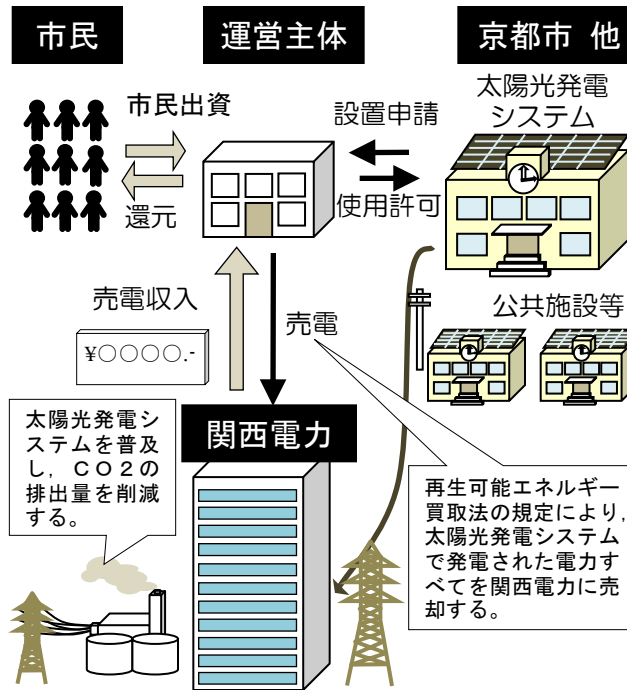 市民
運営主体
京都市 他
市民出資
還元
設置申請
使用許可
太陽光発電
システム
公共施設等
売電収入
¥○○○○.-
売電
関西電力
太陽光発電シ
ステムを普及
し，ＣＯ２の
排出量を削減
する。
再生可能エネルギー
買取法の規定により，
太陽光発電システム
で発電された電力す
べてを関西電力に売
却する。